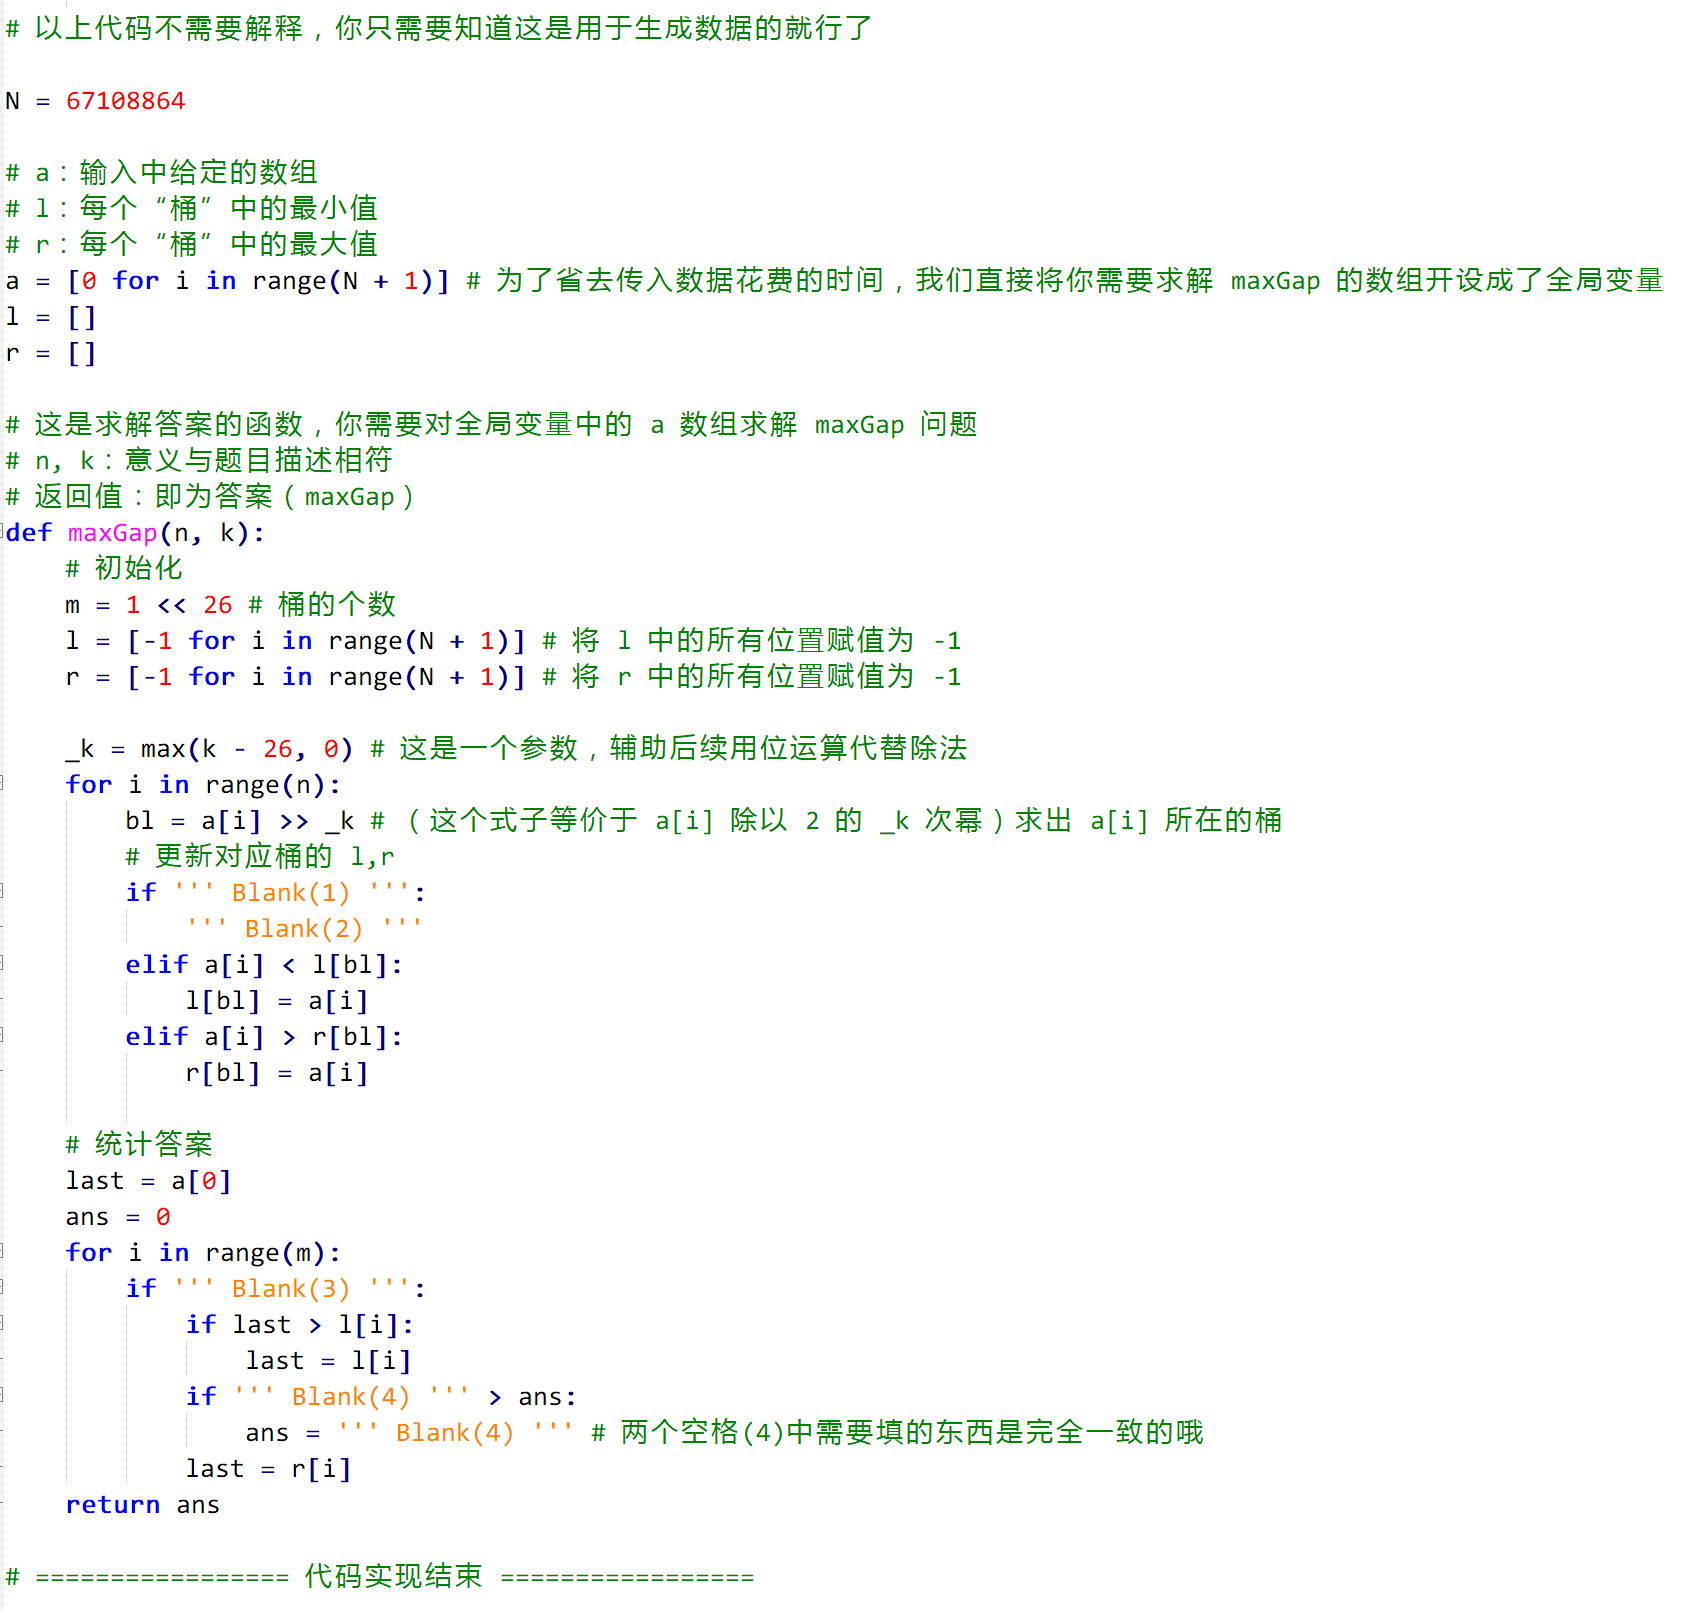 # 以上代码不需要解释，你只需要知道这是用于生成数据的就行了
N = 67108864
# a：输入中给定的数组
# l：每个“桶”中的最小值
# r：每个“桶”中的最大值
a = [0 for i in range(N + 1)] # 为了省去传入数据花费的时间，我们直接将你需要求解 maxGap 的数组开设成了全局变量
l = []
r = []
# 这是求解答案的函数，你需要对全局变量中的 a 数组求解 maxGap 问题
# n, k：意义与题目描述相符
# 返回值：即为答案（maxGap）
def maxGap(n, k):
    # 初始化
    m = 1 << 26 # 桶的个数
    l = [-1 for i in range(N + 1)] # 将 l 中的所有位置赋值为 -1
    r = [-1 for i in range(N + 1)] # 将 r 中的所有位置赋值为 -1
    _k = max(k - 26, 0) # 这是一个参数，辅助后续用位运算代替除法
    for i in range(n):
        bl = a[i] >> _k # （这个式子等价于 a[i] 除以 2 的 _k 次幂）求出 a[i] 所在的桶
        # 更新对应桶的 l,r
        if ''' Blank(1) ''':
            ''' Blank(2) '''
        elif a[i] < l[bl]:
            l[bl] = a[i]
        elif a[i] > r[bl]:
            r[bl] = a[i]
    # 统计答案
    last = a[0]
    ans = 0
    for i in range(m):
        if ''' Blank(3) ''':
            if last > l[i]:
                last = l[i]
            if ''' Blank(4) ''' > ans:
                ans = ''' Blank(4) ''' # 两个空格(4)中需要填的东西是完全一致的哦
            last = r[i]
    return ans
# ================= 代码实现结束 =================